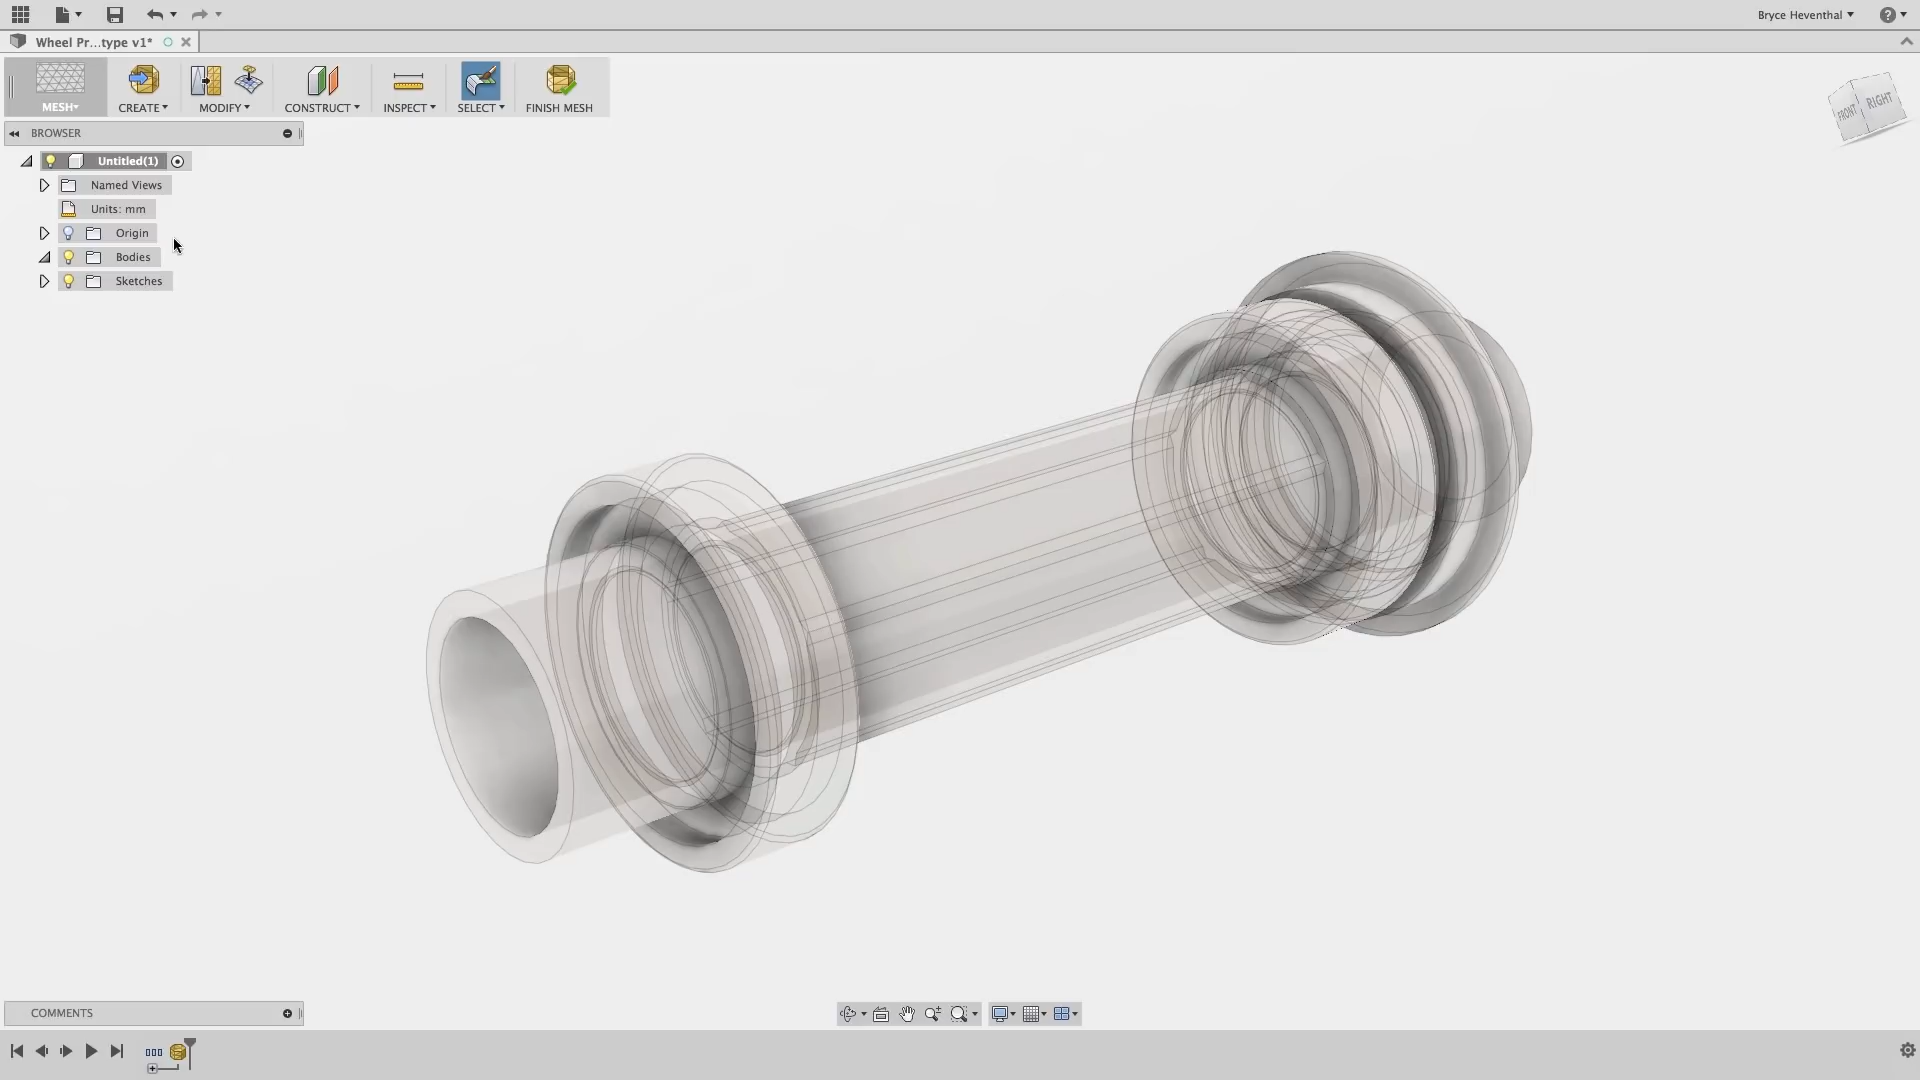 Bryce Heventhal
Wheel Pr...type v1*
MESH
CREATE
MODIFY
CONSTRUCT
INSPECT
SELECT
FINISH MESH
BROWSER
Untitled(1)
Named Views
Units: mm
Origin
Bodies
Sketches
FRONT
RIGHT
COMMENTS